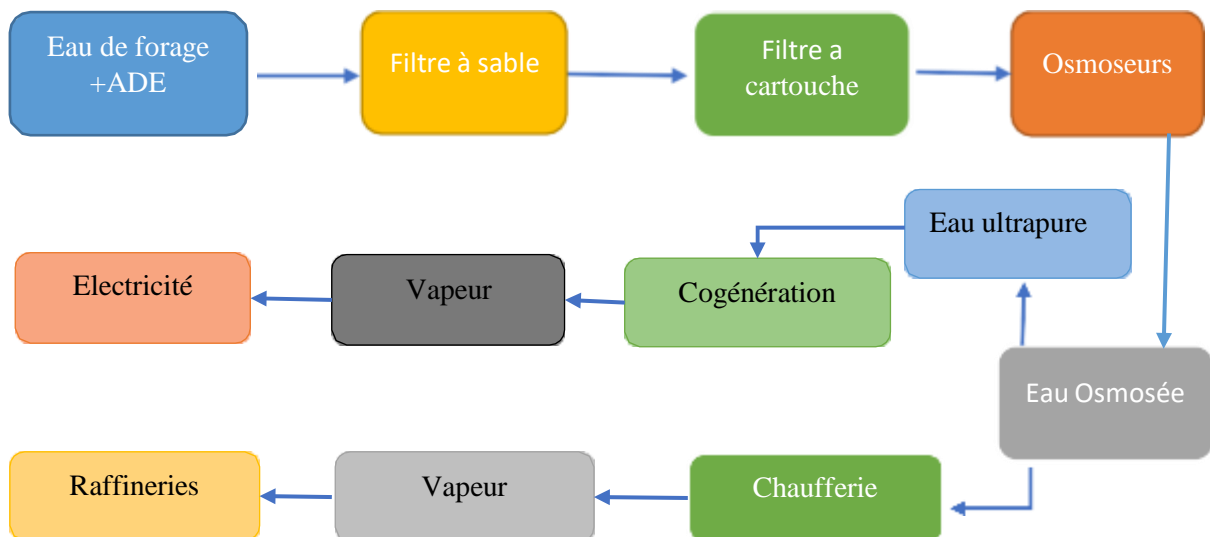 Eau de forage
+ADE
Filtre à sable
Filtre a
cartouche
Osmoseurs
Eau ultrapure
Electricité
Vapeur
Cogénération
Eau Osmosée
Raffineries
Vapeur
Chaufferie